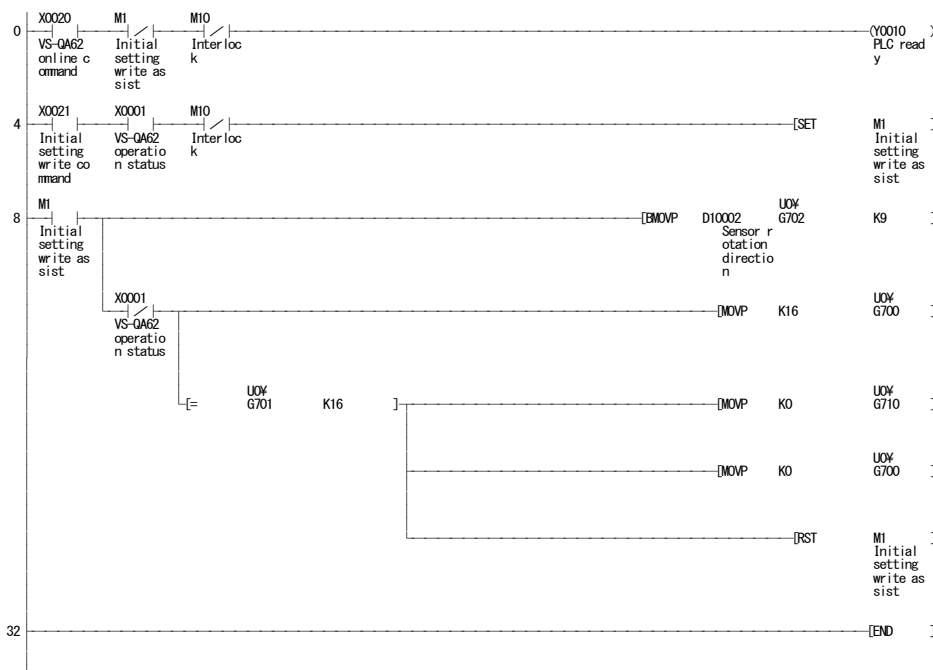 X0020 M1 M10
0 (Y0010 )
VS-QA62 Initial Interloc PLC read
online c setting k y
ommand write as
sist
X0021 X0001 M10
4 [SET M1 ]
Initial VS-QA62 Interloc Initial
setting operatio k setting
write co n status write as
mmand sist
M1 U0¥
8 [BMOVP D10002 G702 K9 ]
Initial Sensor r
setting otation
write as directio
sist n
X0001 U0¥
[MOVP K16 G700 ]
VS-QA62
operatio
n status
U0¥ U0¥
[= G701 K16 ] [MOVP K0 G710 ]
U0¥
[MOVP K0 G700 ]
[RST M1 ]
Initial
setting
write as
sist
32 [END ]